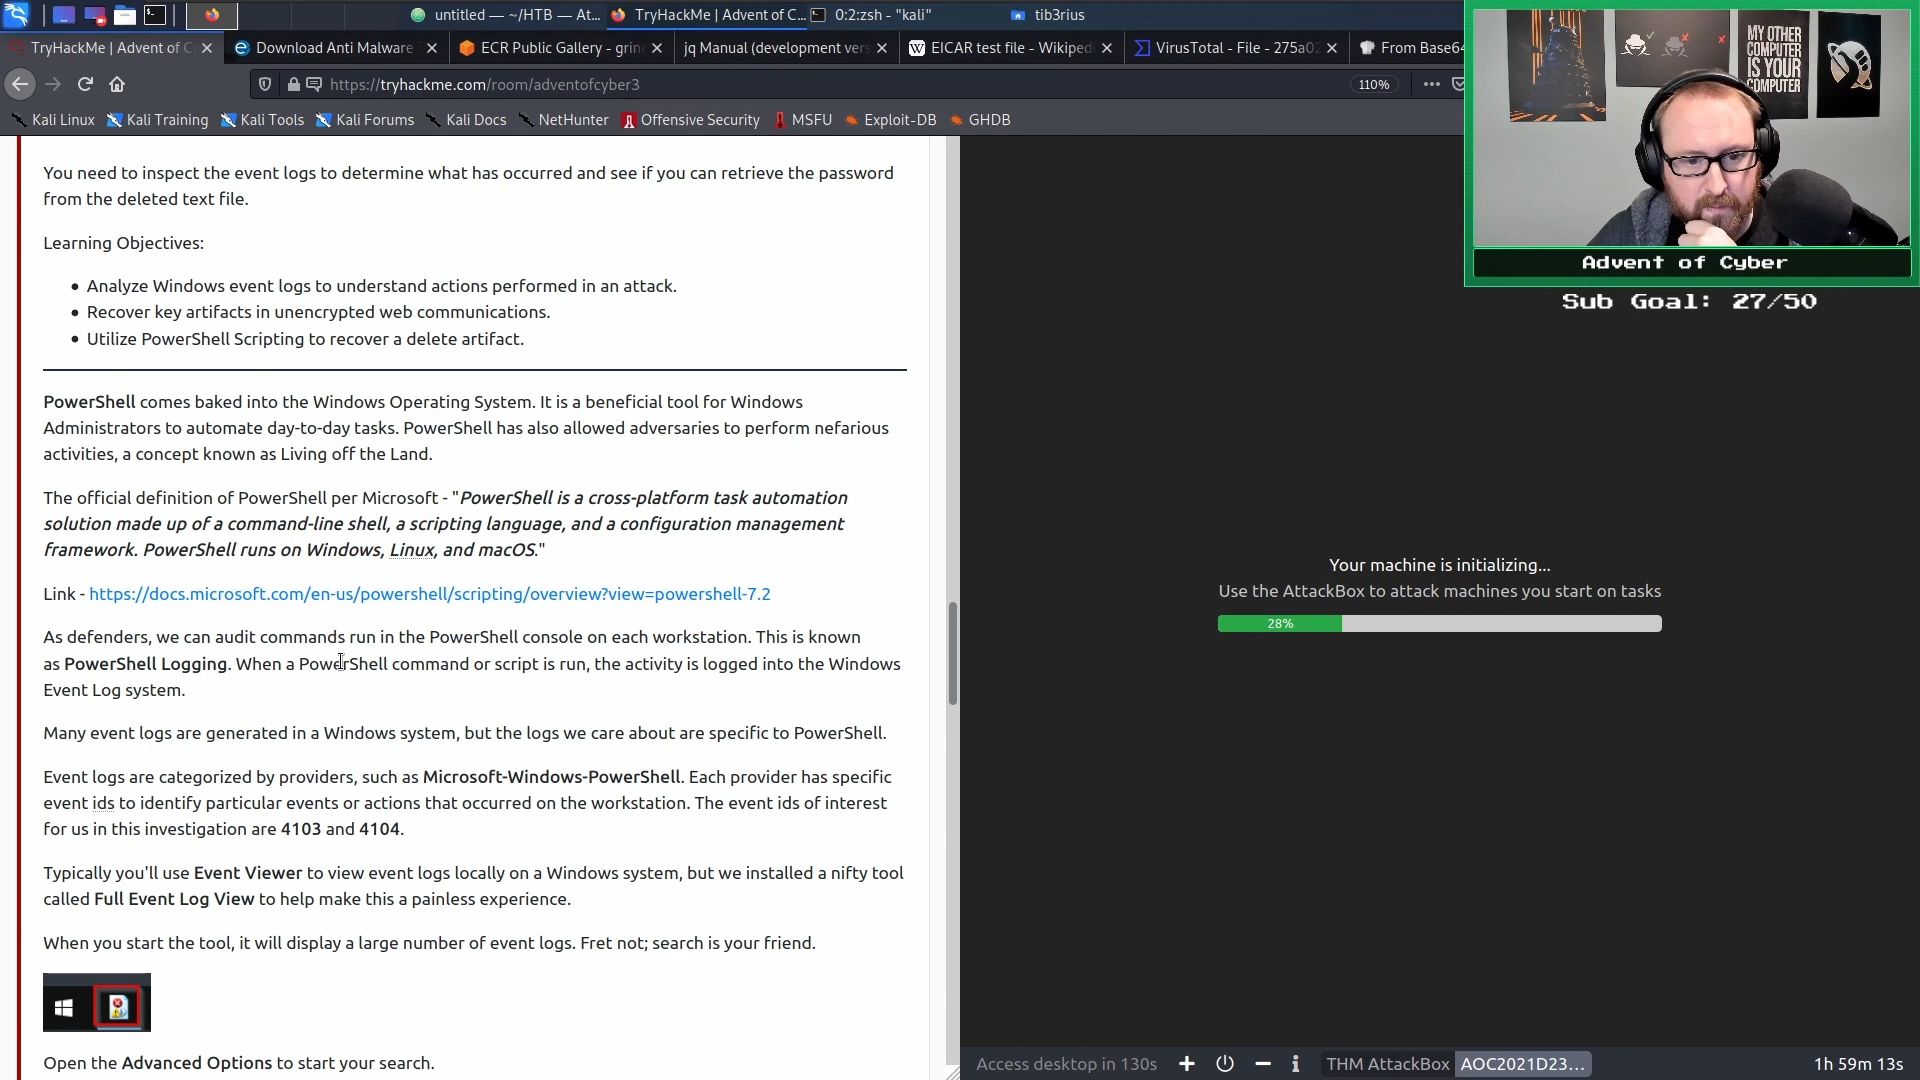 untitled — ~/HTB — At...
TryHackMe | Advent of C...
0:2:zsh - "kali"
tib3rius
TryHackMe | Advent of C
Download Anti Malware
ECR Public Gallery - grin
jq Manual (development ver
EICAR test file - Wikiped
VirusTotal - File - 275a02
From Base64
https://tryhackme.com/room/adventofcyber3
110%
Kali Linux
Kali Training
Kali Tools
Kali Forums
Kali Docs
NetHunter
Offensive Security
MSFU
Exploit-DB
GHDB
MY OTHER
COMPUTER
IS YOUR
COMPUTER
Advent of Cyber
Sub Goal: 27/50
You need to inspect the event logs to determine what has occurred and see if you can retrieve the password
from the deleted text file.
Learning Objectives:
Analyze Windows event logs to understand actions performed in an attack.
Recover key artifacts in unencrypted web communications.
Utilize PowerShell Scripting to recover a delete artifact.
PowerShell comes baked into the Windows Operating System. It is a beneficial tool for Windows
Administrators to automate day-to-day tasks. PowerShell has also allowed adversaries to perform nefarious
activities, a concept known as Living off the Land.
The official definition of PowerShell per Microsoft - "PowerShell is a cross-platform task automation
solution made up of a command-line shell, a scripting language, and a configuration management
framework. PowerShell runs on Windows, Linux, and macOS."
Link - https://docs.microsoft.com/en-us/powershell/scripting/overview?view=powershell-7.2
As defenders, we can audit commands run in the PowerShell console on each workstation. This is known
as PowerShell Logging. When a PowerShell command or script is run, the activity is logged into the Windows
Event Log system.
Many event logs are generated in a Windows system, but the logs we care about are specific to PowerShell.
Event logs are categorized by providers, such as Microsoft-Windows-PowerShell. Each provider has specific
event ids to identify particular events or actions that occurred on the workstation. The event ids of interest
for us in this investigation are 4103 and 4104.
Typically you'll use Event Viewer to view event logs locally on a Windows system, but we installed a nifty tool
called Full Event Log View to help make this a painless experience.
When you start the tool, it will display a large number of event logs. Fret not; search is your friend.
Open the Advanced Options to start your search.
Your machine is initializing...
Use the AttackBox to attack machines you start on tasks
28%
Access desktop in 130s
THM AttackBox
AOC2021D23...
1h 59m 13s